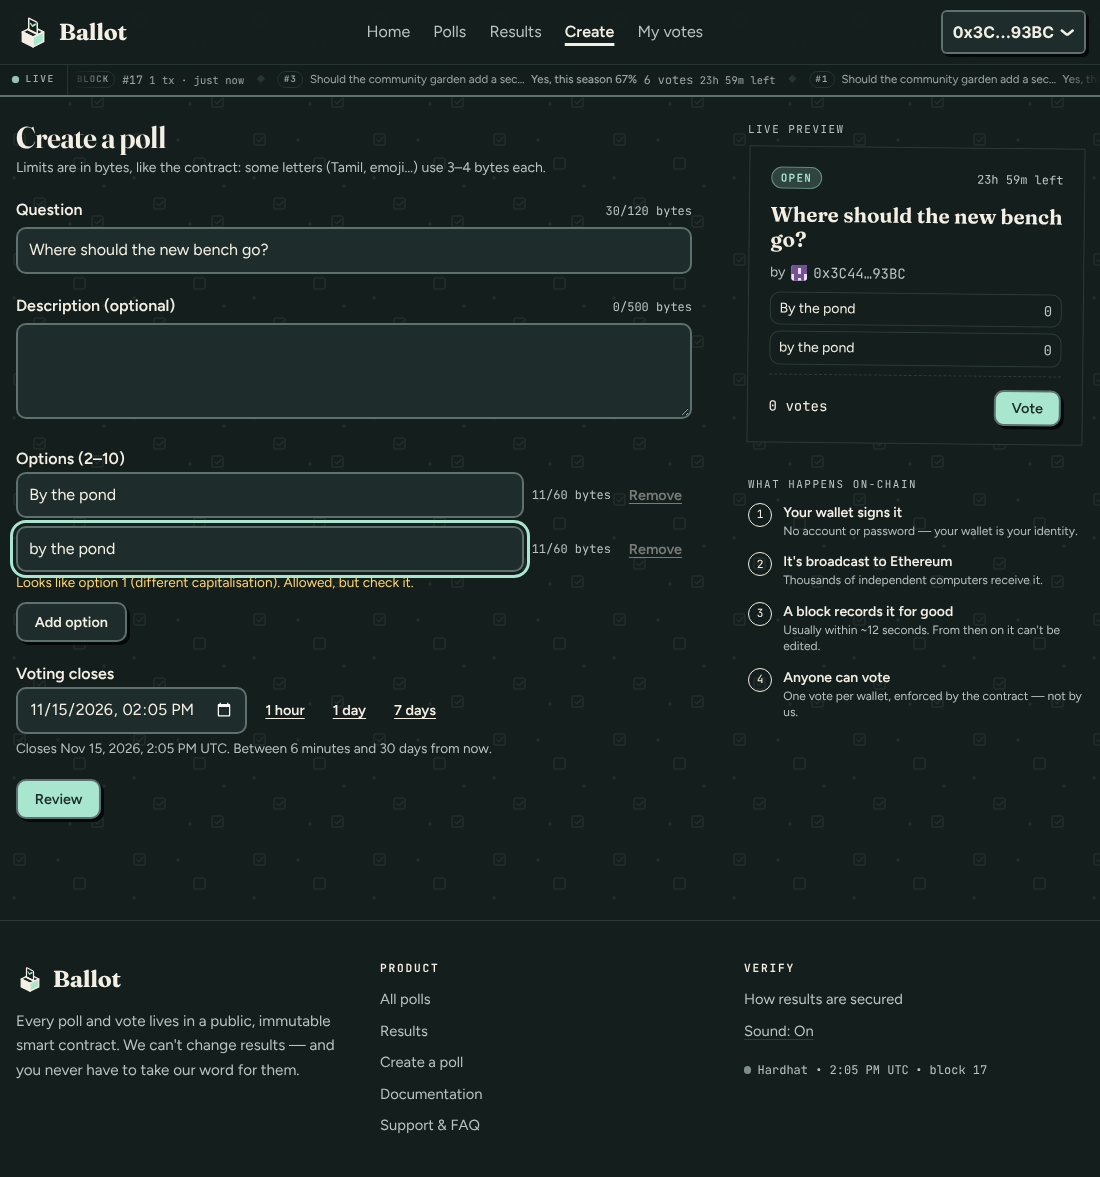 Ballot
Home Polls Results Create My votes
0x3C...93BC
LIVE BLOCK #17 1 tx · just now #3 Should the community garden add a sec... Yes, this season 67% 6 votes 23h 59m left #1 Should the community garden add a sec...
Create a poll
Limits are in bytes, like the contract: some letters (Tamil, emoji...) use 3–4 bytes each.
Question 30/120 bytes
Where should the new bench go?
Description (optional) 0/500 bytes
Options (2–10)
By the pond 11/60 bytes Remove
by the pond 11/60 bytes Remove
Looks like option 1 (different capitalisation). Allowed, but check it.
Add option
Voting closes
11/15/2026, 02:05 PM 1 hour 1 day 7 days
Closes Nov 15, 2026, 2:05 PM UTC. Between 6 minutes and 30 days from now.
Review
LIVE PREVIEW
OPEN 23h 59m left
Where should the new bench
go?
by 0x3C44…93BC
By the pond 0
by the pond 0
0 votes Vote
WHAT HAPPENS ON-CHAIN
1 Your wallet signs it
No account or password — your wallet is your identity.
2 It's broadcast to Ethereum
Thousands of independent computers receive it.
3 A block records it for good
Usually within ~12 seconds. From then on it can't be
edited.
4 Anyone can vote
One vote per wallet, enforced by the contract — not by
us.
Ballot
Every poll and vote lives in a public, immutable
smart contract. We can't change results — and
you never have to take our word for them.
PRODUCT
All polls
Results
Create a poll
Documentation
Support & FAQ
VERIFY
How results are secured
Sound: On
Hardhat • 2:05 PM UTC • block 17